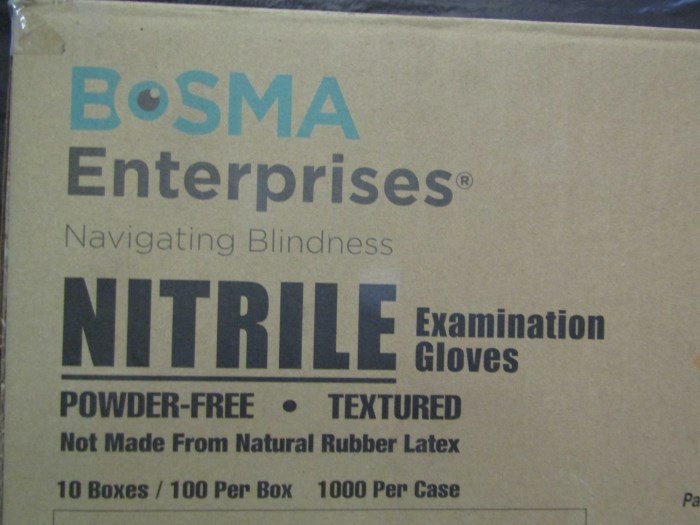 BOSMA
Enterprises®
Navigating Blindness
NITRILE Examination Gloves
POWDER-FREE • TEXTURED
Not Made From Natural Rubber Latex
10 Boxes / 100 Per Box 1000 Per Case
Pa